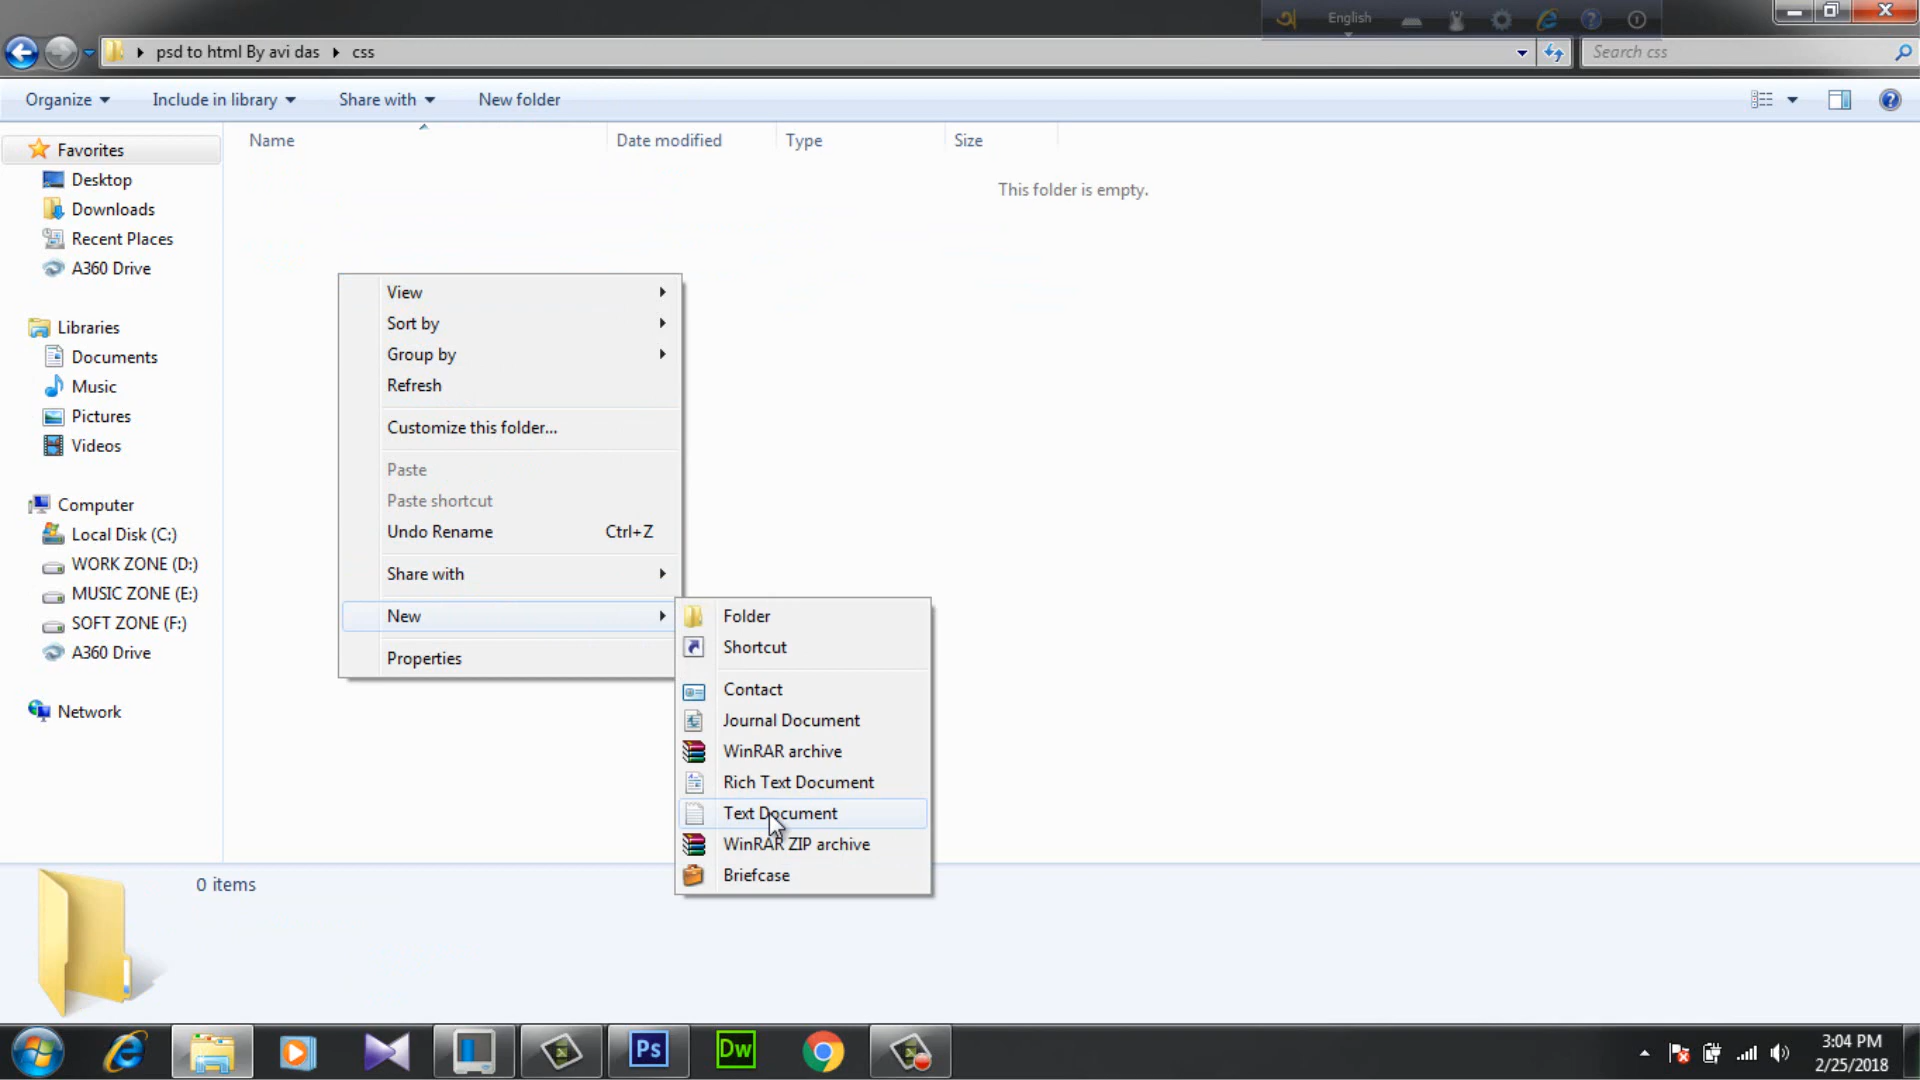 English
psd to html By avi das
css
Search css
Organize
Include in library
Share with
New folder
Name
Date modified
Type
Size
This folder is empty.
Favorites
Desktop
Downloads
Recent Places
A360 Drive
Libraries
Documents
Music
Pictures
Videos
Computer
Local Disk (C:)
WORK ZONE (D:)
MUSIC ZONE (E:)
SOFT ZONE (F:)
A360 Drive
Network
View
Sort by
Group by
Refresh
Customize this folder...
Paste
Paste shortcut
Undo Rename Ctrl+Z
Share with
New
Properties
Folder
Shortcut
Contact
Journal Document
WinRAR archive
Rich Text Document
Text Document
WinRAR ZIP archive
Briefcase
0 items
Ps
Dw
3:04 PM
2/25/2018